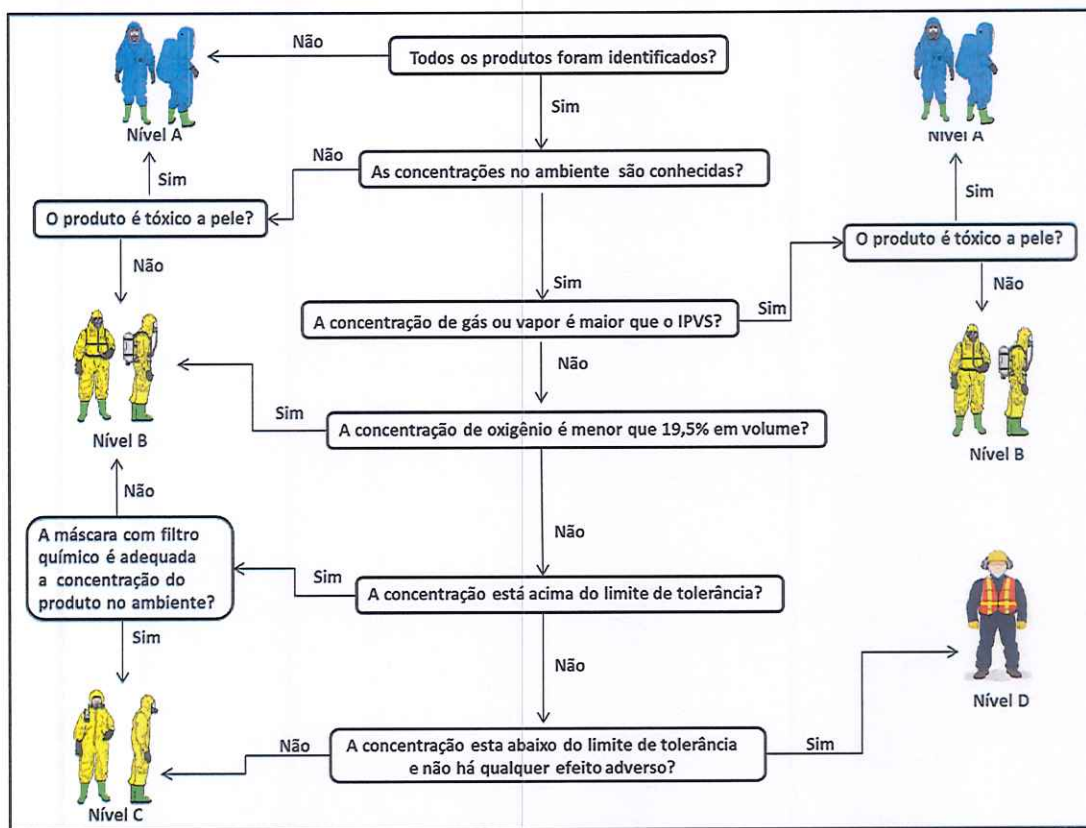 Não
Todos os produtos foram identificados?
Nível A
Sim
Nível A
Não
As concentrações no ambiente são conhecidas?
Sim
Sim
O produto é tóxico a pele?
O produto é tóxico a pele?
Não
Sim
Sim
Não
A concentração de gás ou vapor é maior que o IPVS?
Não
Sim
A concentração de oxigênio é menor que 19,5% em volume?
Nível B
Nível B
Não
A máscara com filtro
químico é adequada
a concentração do
produto no ambiente?
Não
Sim
A concentração está acima do limite de tolerância?
Sim
Não
Nível D
Não
A concentração esta abaixo do limite de tolerância
e não há qualquer efeito adverso?
Sim
Nível C